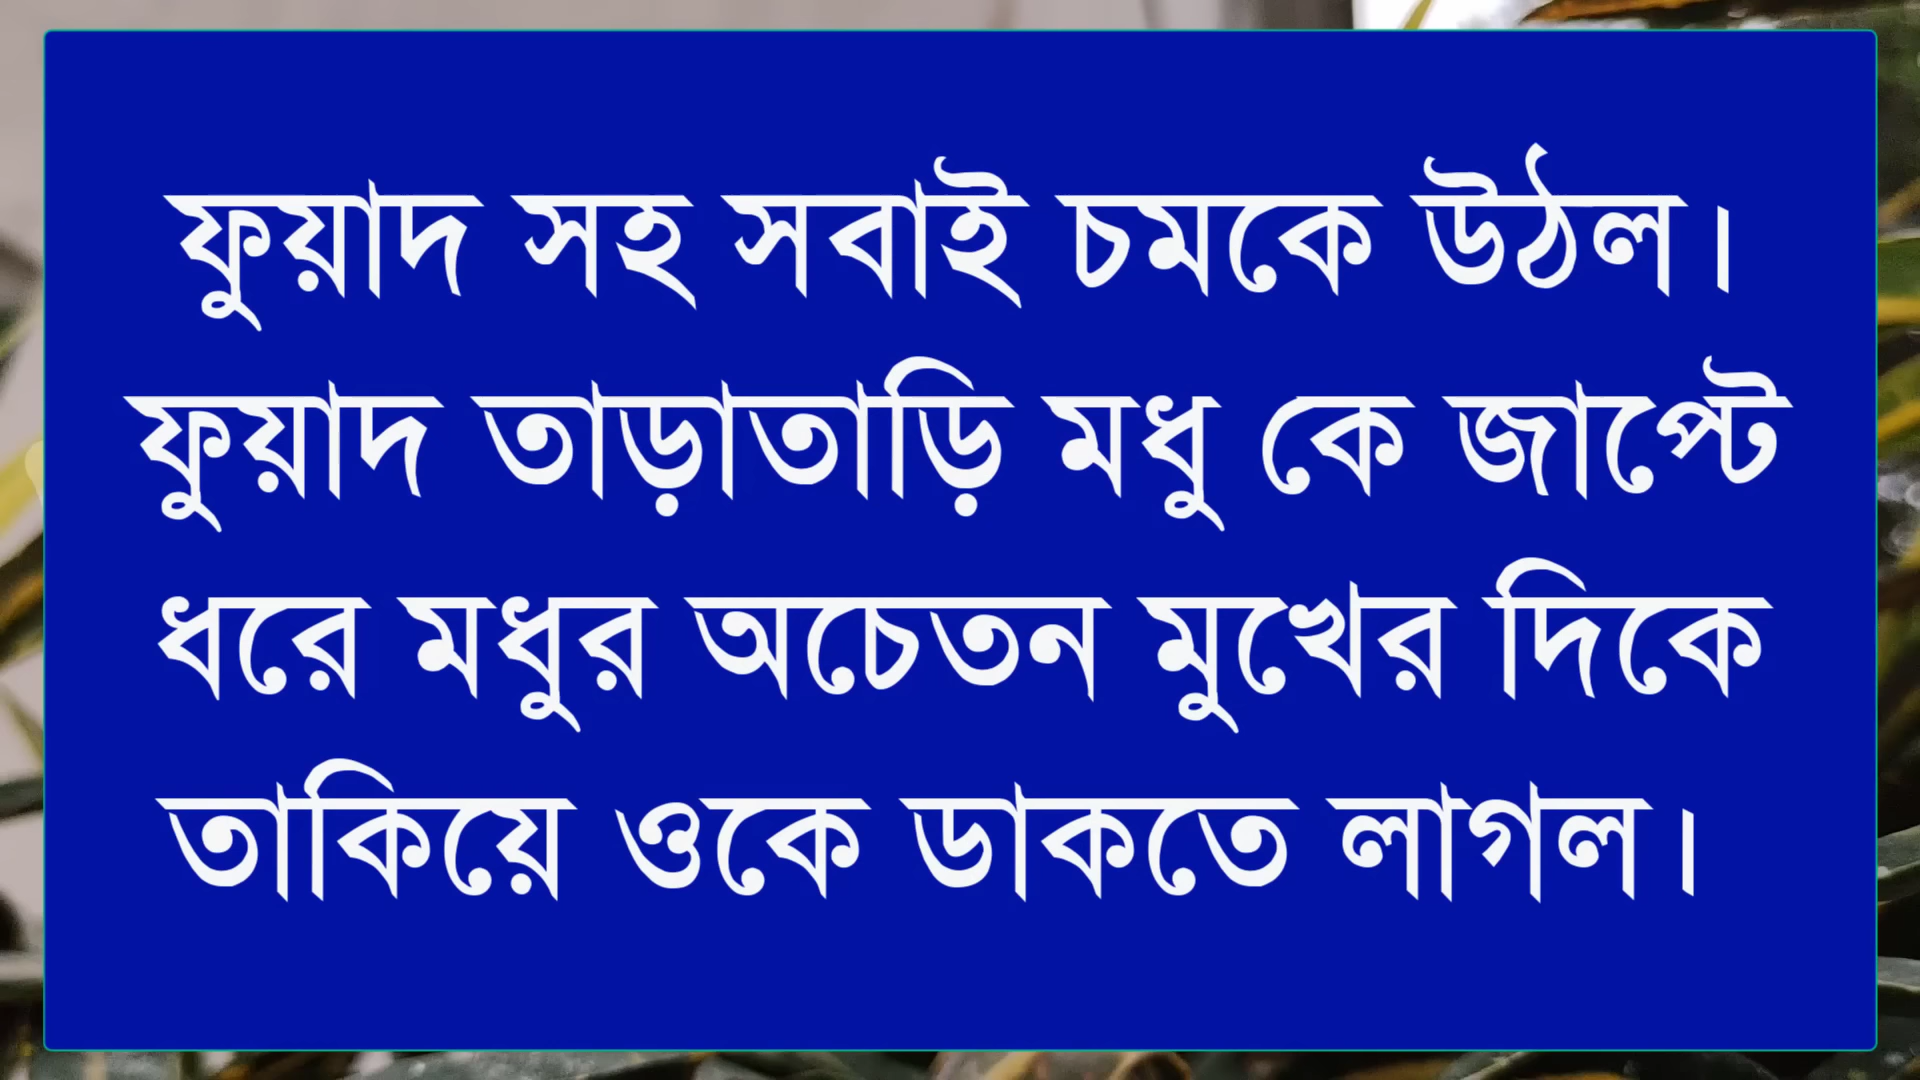 ফুয়াদ সহ সবাই চমকে উঠল।
ফুয়াদ তাড়াতাড়ি মধু কে জাপ্টে
ধরে মধুর অচেতন মুখের দিকে
তাকিয়ে ওকে ডাকতে লাগল।